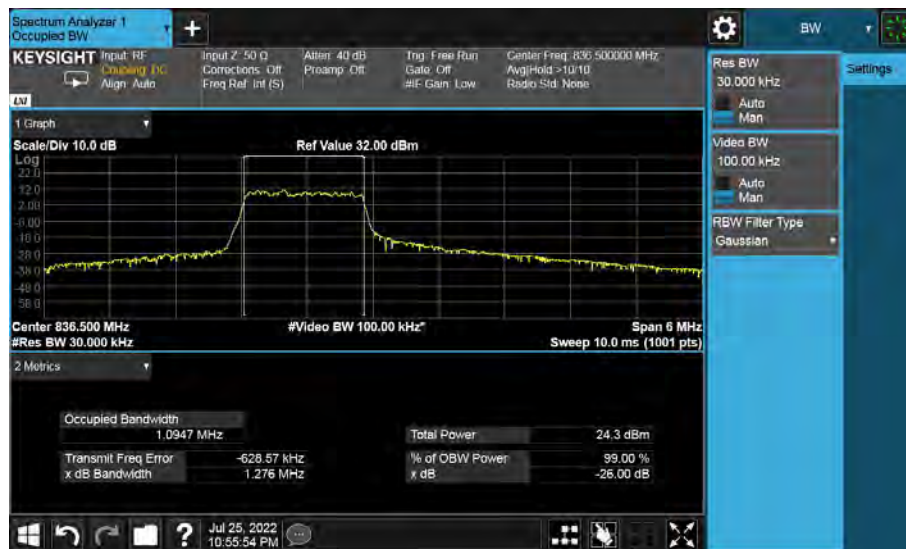 Spectrum Analyzer 1
Occupied BW
+
BW
KEYSIGHT
Input: RF
Coupling: DC
Align: Auto
Input Z: 50 Ω
Corrections: Off
Freq Ref: Int (S)
Atten: 40 dB
Preamp: Off
Trig: Free Run
Gate: Off
#IF Gain: Low
Center Freq: 836.500000 MHz
Avg|Hold:>10/10
Radio Std: None
LXI
Res BW
30.000 kHz
Auto
Man
Video BW
100.00 kHz
Auto
Man
RBW Filter Type
Gaussian
Settings
1 Graph
Scale/Div 10.0 dB
Ref Value 32.00 dBm
Log
22.0
12.0
2.00
-8.00
-18.0
-28.0
-38.0
-48.0
-58.0
Center 836.500 MHz
#Video BW 100.00 kHz*
Span 6 MHz
#Res BW 30.000 kHz
Sweep 10.0 ms (1001 pts)
2 Metrics
Occupied Bandwidth
1.0947 MHz
Total Power
24.3 dBm
Transmit Freq Error
-628.57 kHz
% of OBW Power
99.00 %
x dB Bandwidth
1.276 MHz
x dB
-26.00 dB
?
Jul 25, 2022
10:55:54 PM